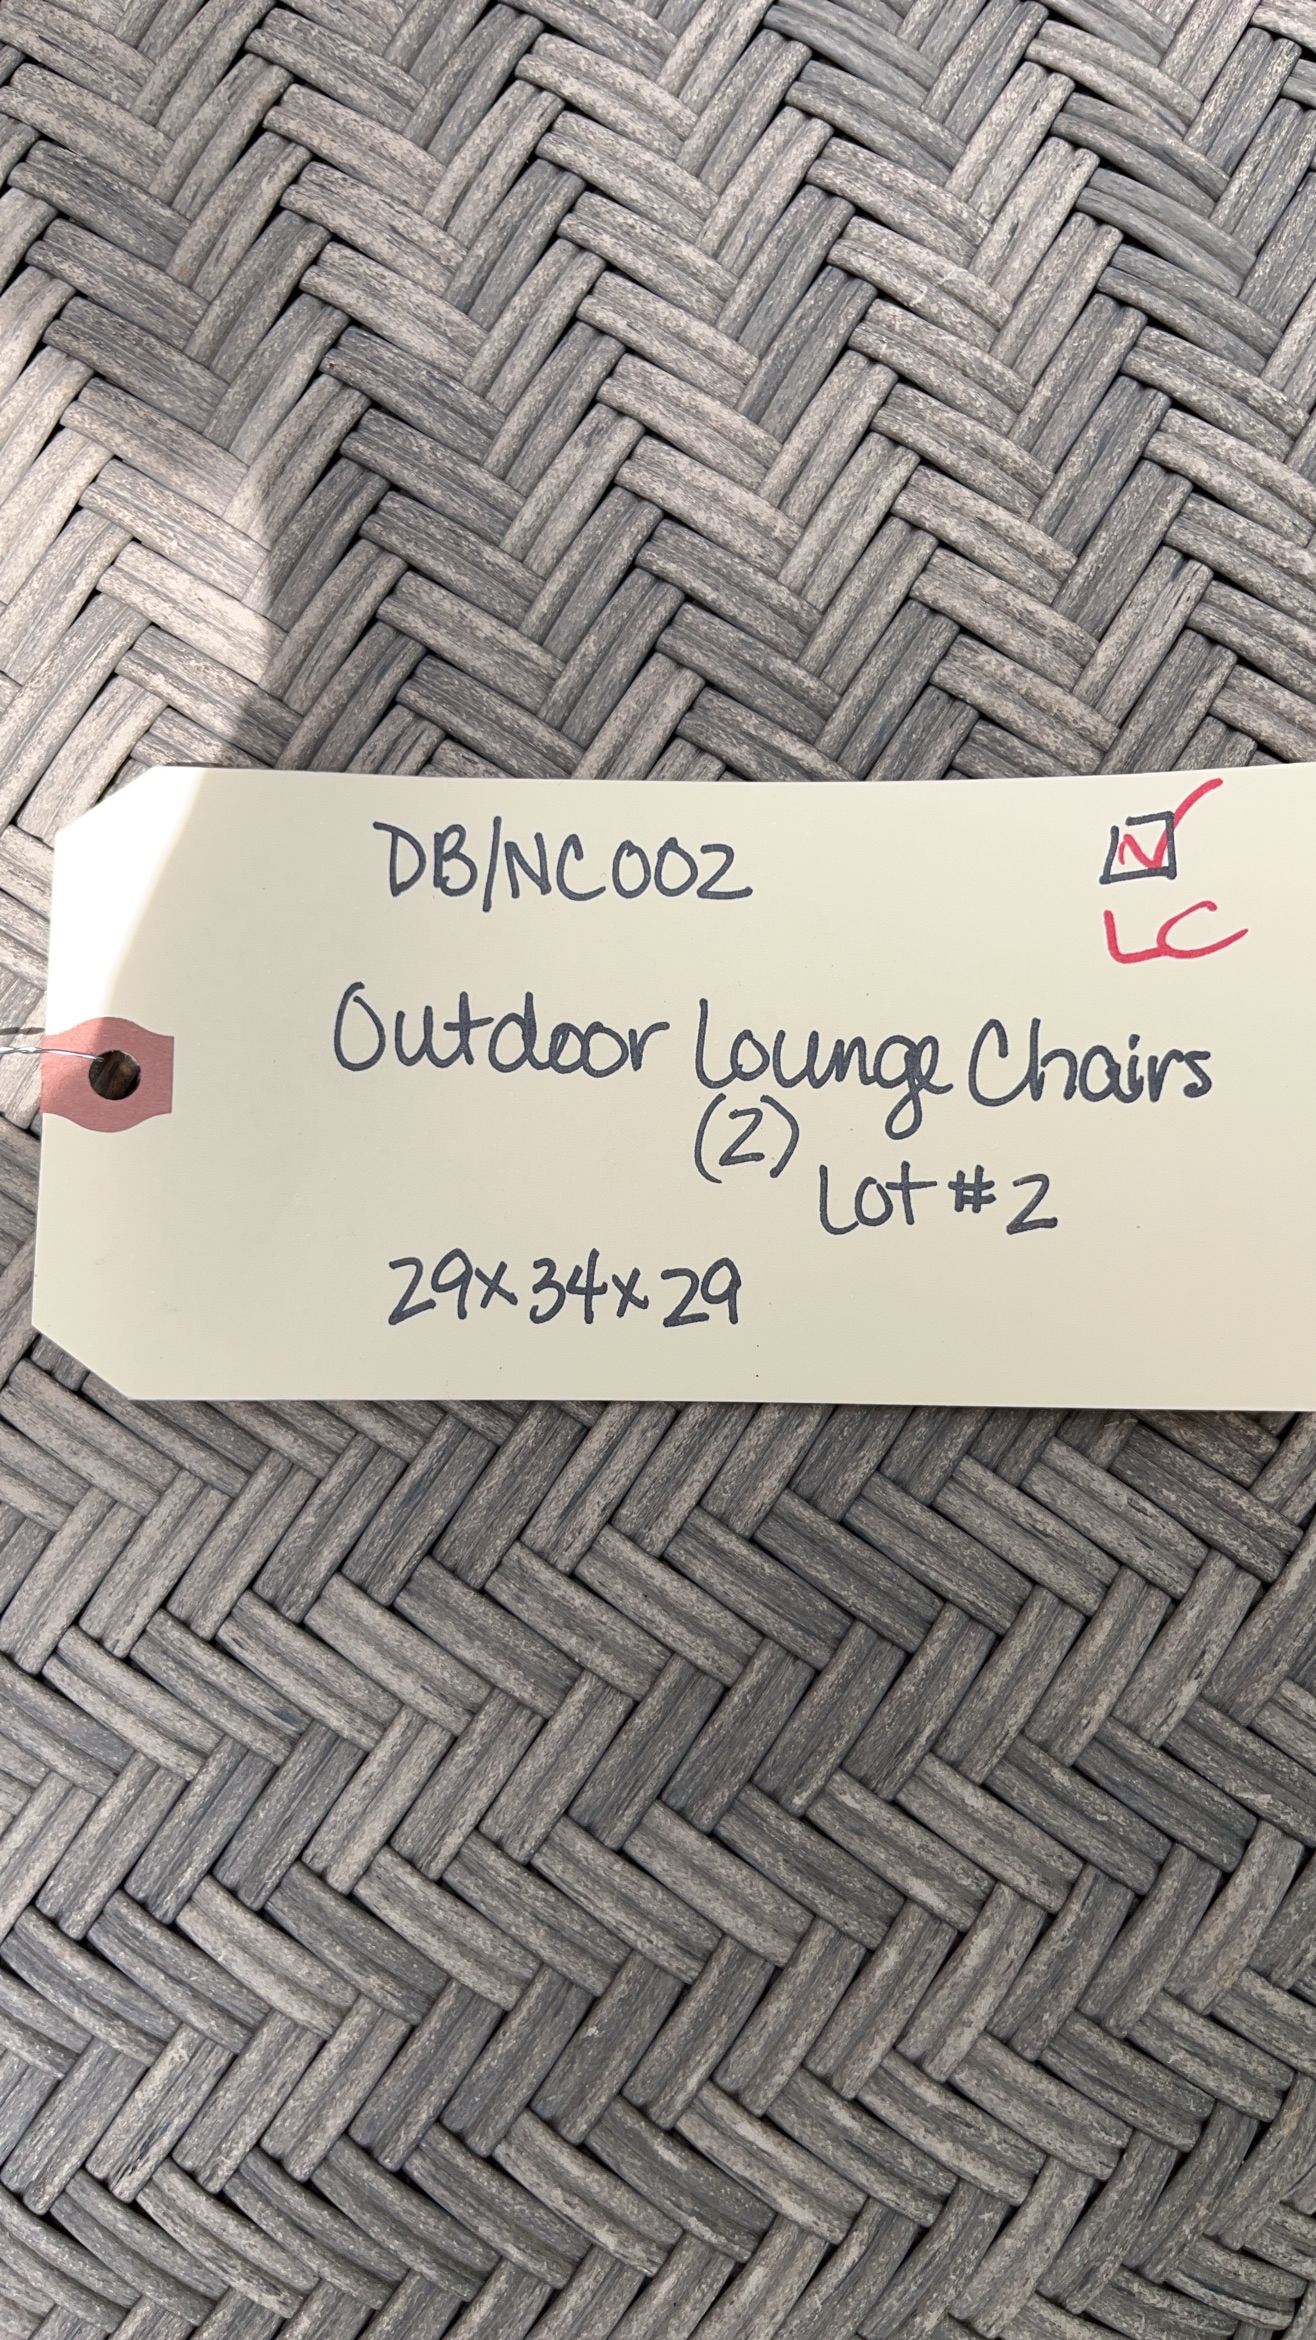 DB/NC002
LC
Outdoor Lounge Chairs
(2)
Lot #2
29x34x29